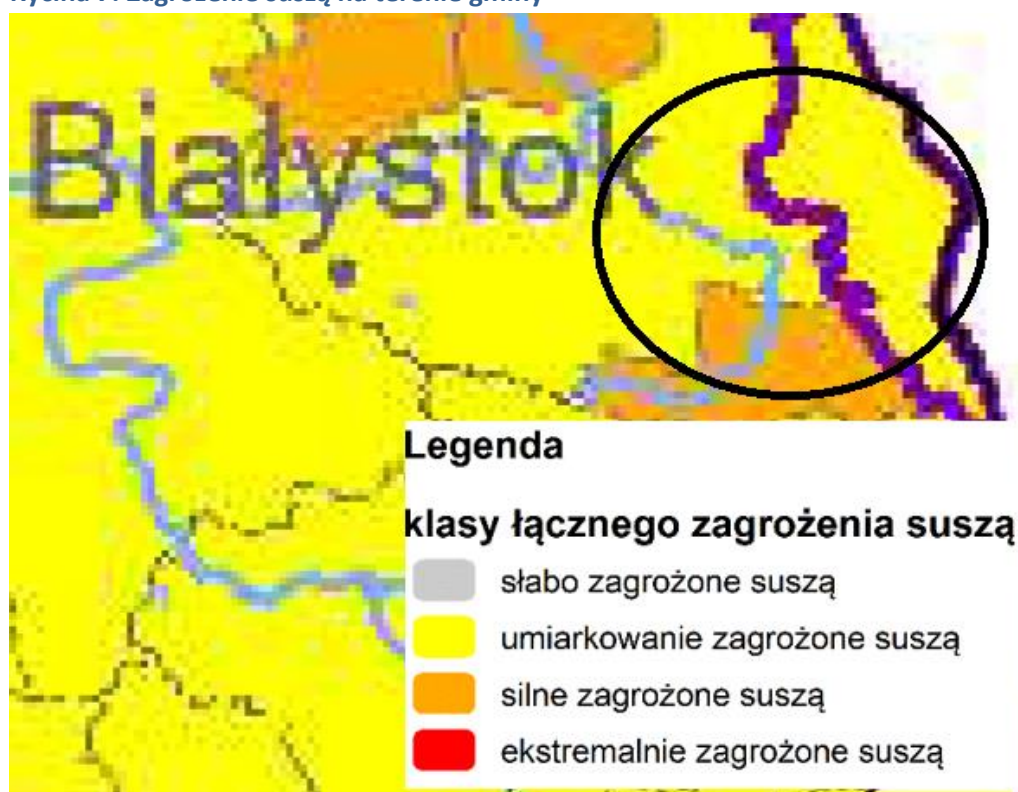 Białystok
Legenda
klasy łącznego zagrożenia suszą
słabo zagrożone suszą
umiarkowanie zagrożone suszą
silne zagrożone suszą
ekstremalnie zagrożone suszą